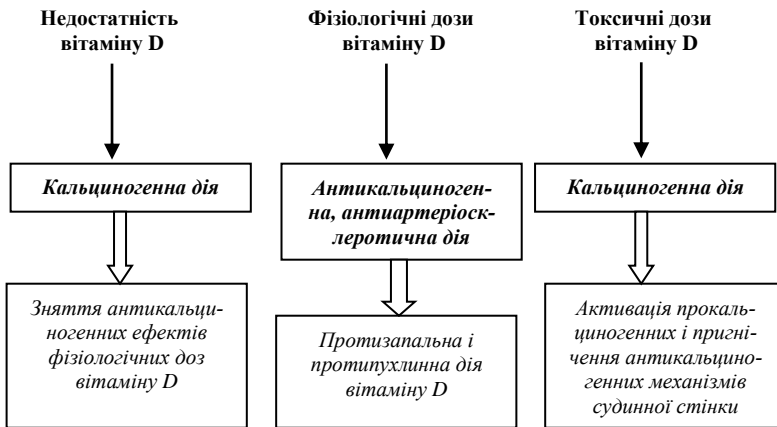 Недостатність
вітаміну D
Кальциногенна дія
Зняття антикальци-
ногенних ефектів
фізіологічних доз
вітаміну D
Фізіологічні дози
вітаміну D
Антикальциноген-
на, антиартеріоск-
леротична дія
Протизапальна і
протипухлинна дія
вітаміну D
Токсичні дози
вітаміну D
Кальциногенна дія
Активація прокаль-
циногенних і пригні-
чення антикальцино-
генних механізмів
судинної стінки